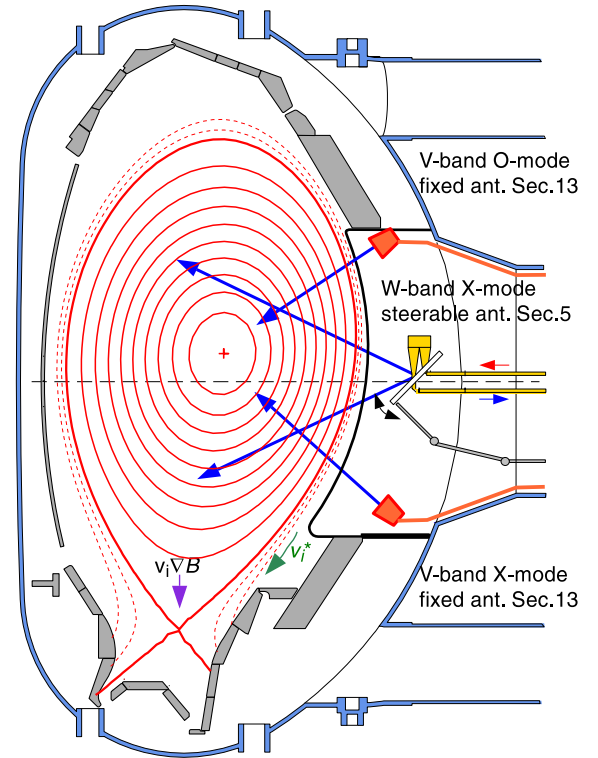 V-band O-mode
fixed ant. Sec.13
W-band X-mode
steerable ant. Sec.5
v_i∇B
v_i*
V-band X-mode
fixed ant. Sec.13